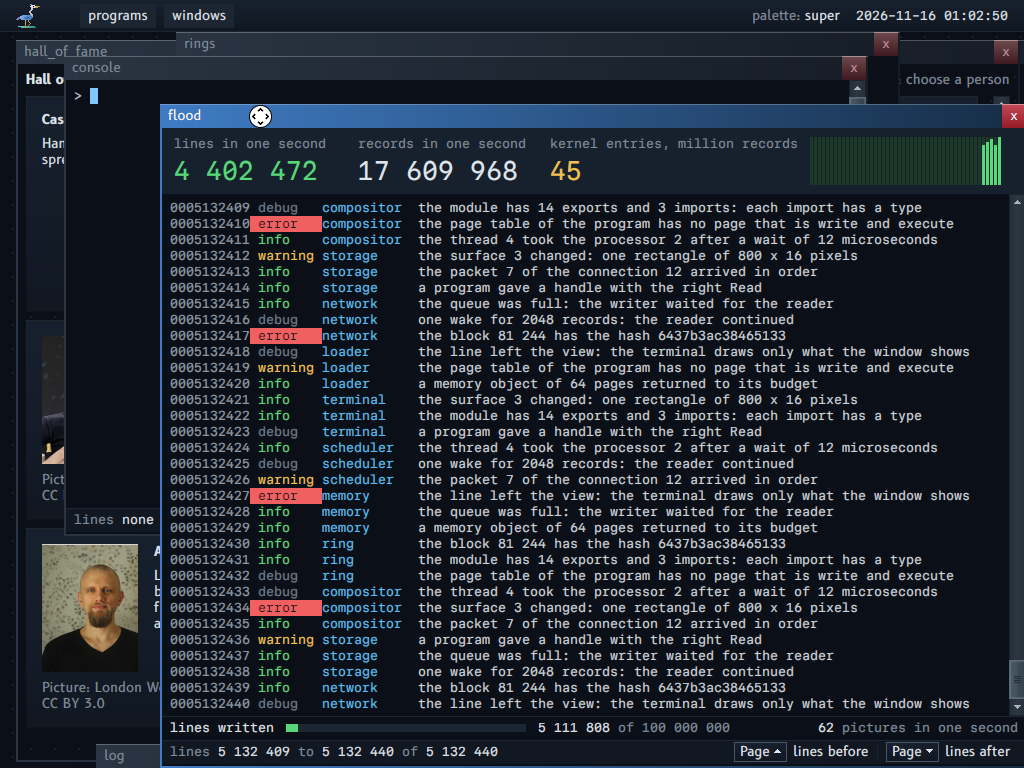 programs windows palette: super 2026-11-16 01:02:50
rings x
hall_of_fame x
console x
Hall o choose a person
>
Cas
Han
spre
flood x
lines in one second records in one second kernel entries, million records
4 402 472 17 609 968 45
0005132409 debug compositor the module has 14 exports and 3 imports: each import has a type
0005132410 error compositor the page table of the program has no page that is write and execute
0005132411 info compositor the thread 4 took the processor 2 after a wait of 12 microseconds
0005132412 warning storage the surface 3 changed: one rectangle of 800 x 16 pixels
0005132413 info storage the packet 7 of the connection 12 arrived in order
0005132414 info storage a program gave a handle with the right Read
0005132415 info network the queue was full: the writer waited for the reader
0005132416 debug network one wake for 2048 records: the reader continued
0005132417 error network the block 81 244 has the hash 6437b3ac38465133
0005132418 debug loader the line left the view: the terminal draws only what the window shows
0005132419 warning loader the page table of the program has no page that is write and execute
0005132420 info loader a memory object of 64 pages returned to its budget
0005132421 info terminal the surface 3 changed: one rectangle of 800 x 16 pixels
0005132422 info terminal the module has 14 exports and 3 imports: each import has a type
0005132423 debug terminal a program gave a handle with the right Read
0005132424 info scheduler the thread 4 took the processor 2 after a wait of 12 microseconds
0005132425 debug scheduler one wake for 2048 records: the reader continued
0005132426 warning scheduler the packet 7 of the connection 12 arrived in order
0005132427 error memory the line left the view: the terminal draws only what the window shows
0005132428 info memory the queue was full: the writer waited for the reader
0005132429 info memory a memory object of 64 pages returned to its budget
0005132430 info ring the block 81 244 has the hash 6437b3ac38465133
0005132431 info ring the module has 14 exports and 3 imports: each import has a type
0005132432 debug ring the page table of the program has no page that is write and execute
0005132433 debug compositor the thread 4 took the processor 2 after a wait of 12 microseconds
0005132434 error compositor the surface 3 changed: one rectangle of 800 x 16 pixels
0005132435 info compositor the packet 7 of the connection 12 arrived in order
0005132436 warning storage a program gave a handle with the right Read
0005132437 info storage the queue was full: the writer waited for the reader
0005132438 info storage one wake for 2048 records: the reader continued
0005132439 info network the block 81 244 has the hash 6437b3ac38465133
0005132440 debug network the line left the view: the terminal draws only what the window shows
lines written 5 111 808 of 100 000 000 62 pictures in one second
lines 5 132 409 to 5 132 440 of 5 132 440 Page lines before Page lines after
Pict
CC
lines none
Picture: London W
CC BY 3.0
log